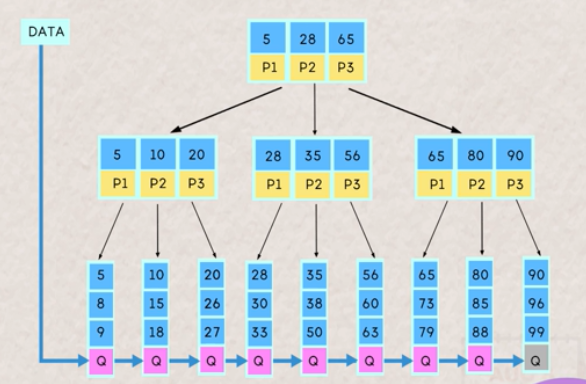 DATA
5 28 65
P1 P2 P3
5 10 20
P1 P2 P3
28 35 56
P1 P2 P3
65 80 90
P1 P2 P3
5 10 20 28 35 56 65 80 90
8 15 26 30 38 60 73 85 96
9 18 27 33 50 63 79 88 99
Q Q Q Q Q Q Q Q Q